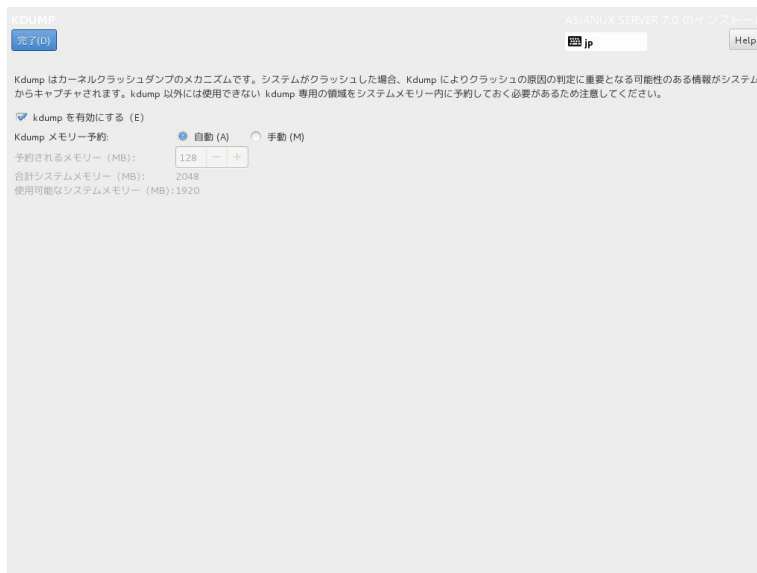 KDUMP
ASIANUX SERVER 7.0 のインストー
完了(D)
jp
Help
Kdump はカーネルクラッシュダンプのメカニズムです。システムがクラッシュした場合、Kdump によりクラッシュの原因の判定に重要となる可能性のある情報がシステム
からキャプチャされます。kdump 以外には使用できない kdump 専用の領域をシステムメモリー内に予約しておく必要があるため注意してください。
kdump を有効にする (E)
Kdump メモリー予約: 自動 (A) 手動 (M)
予約されるメモリー (MB): 128 − +
合計システムメモリー (MB): 2048
使用可能なシステムメモリー (MB): 1920